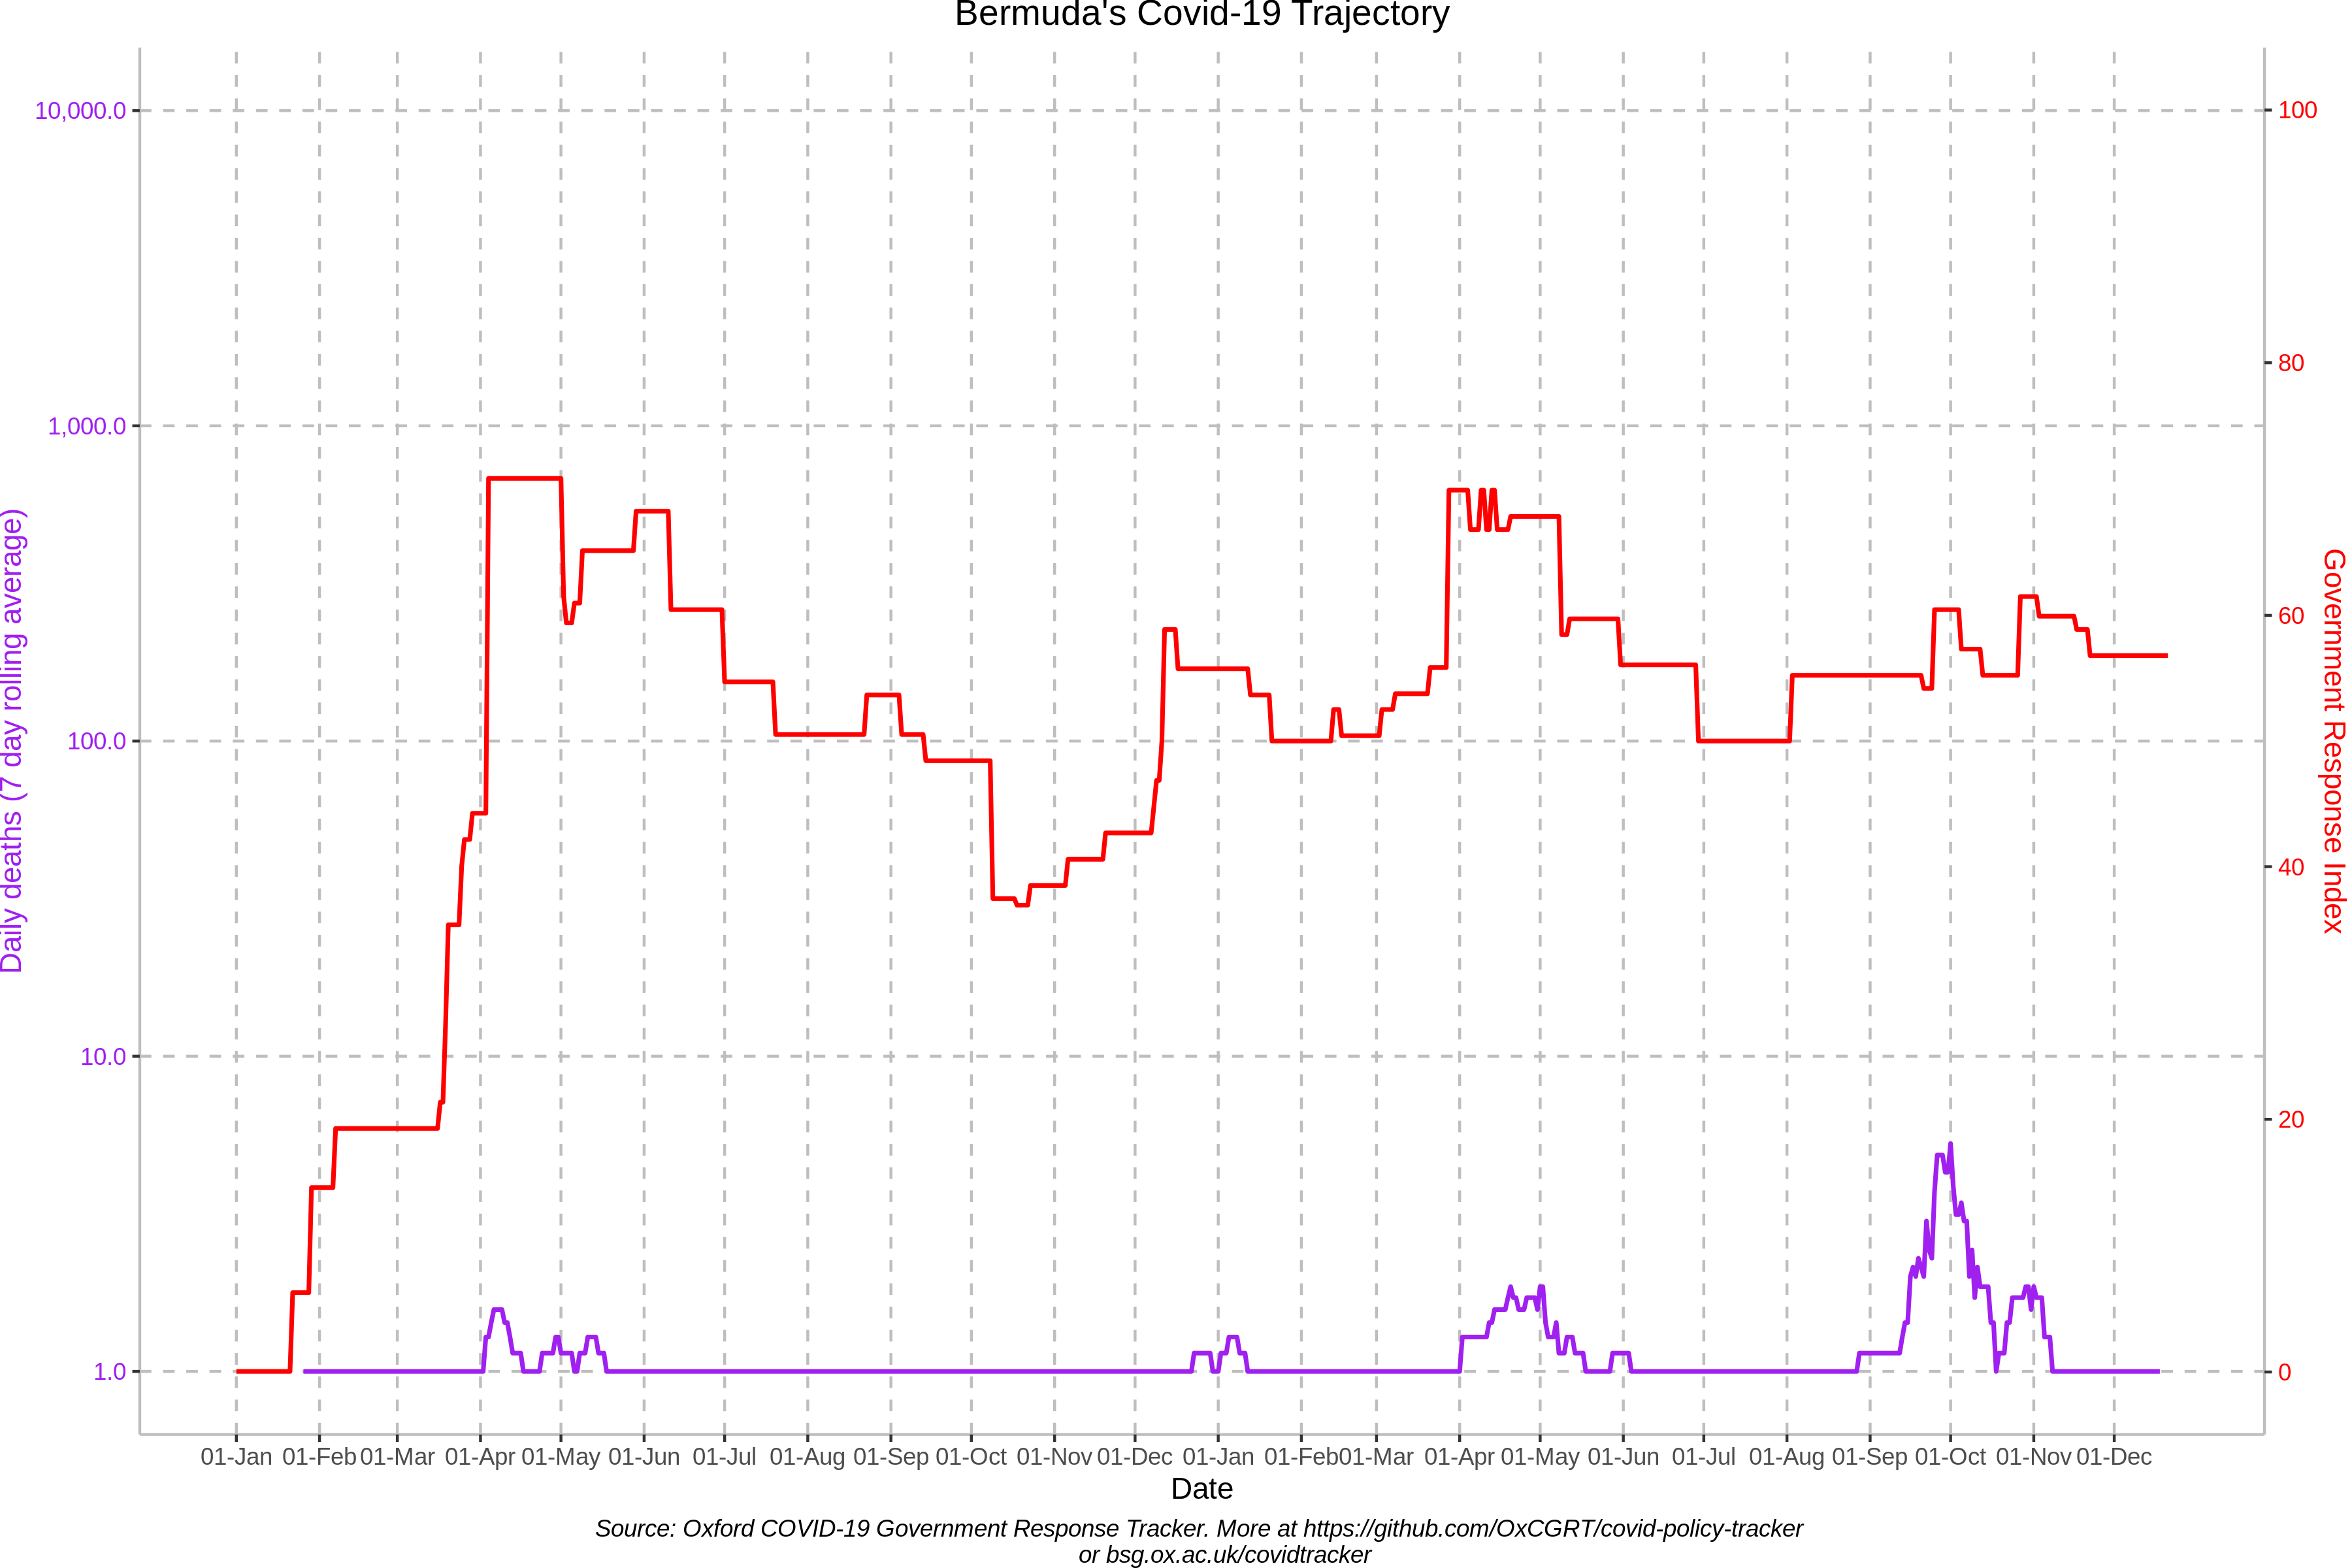 Bermuda's Covid-19 Trajectory
10,000.0
1,000.0
100.0
10.0
1.0
Daily deaths (7 day rolling average)
100
80
60
40
20
0
Government Response Index
01-Jan 01-Feb 01-Mar 01-Apr 01-May 01-Jun 01-Jul 01-Aug 01-Sep 01-Oct 01-Nov 01-Dec 01-Jan 01-Feb 01-Mar 01-Apr 01-May 01-Jun 01-Jul 01-Aug 01-Sep 01-Oct 01-Nov 01-Dec
Date
Source: Oxford COVID-19 Government Response Tracker. More at https://github.com/OxCGRT/covid-policy-tracker
or bsg.ox.ac.uk/covidtracker